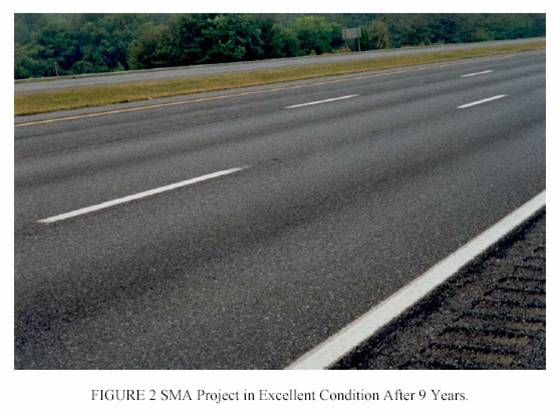 FIGURE 2 SMA Project in Excellent Condition After 9 Years.